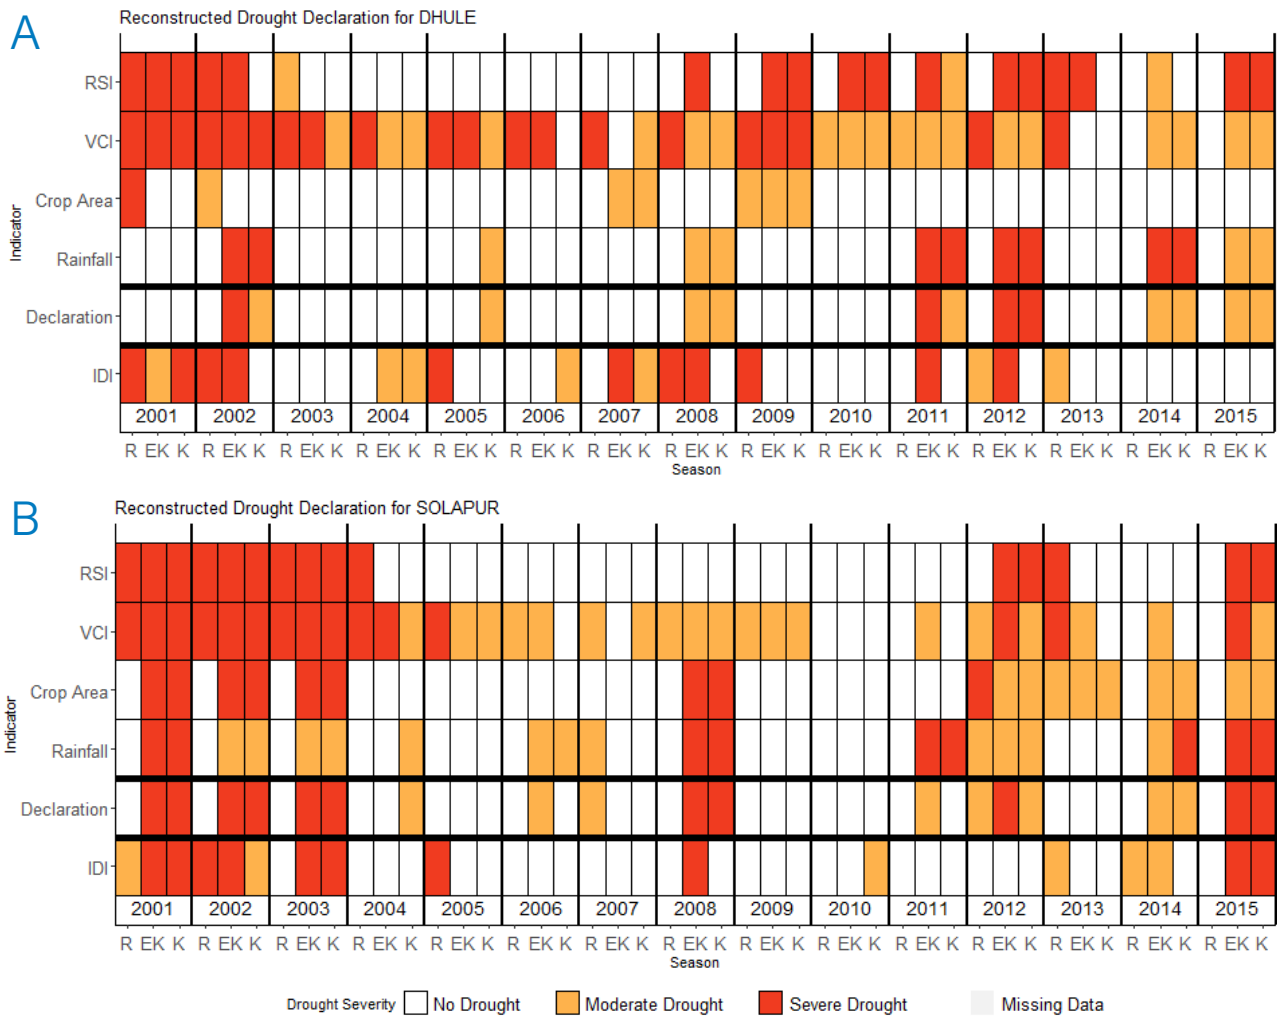 A
Reconstructed Drought Declaration for DHULE
Indicator
RSI
VCI
Crop Area
Rainfall
Declaration
IDI
2001 2002 2003 2004 2005 2006 2007 2008 2009 2010 2011 2012 2013 2014 2015
R EK K R EK K R EK K R EK K R EK K R EK K R EK K R EK K R EK K R EK K R EK K R EK K R EK K R EK K R EK K
Season
B
Reconstructed Drought Declaration for SOLAPUR
Indicator
RSI
VCI
Crop Area
Rainfall
Declaration
IDI
2001 2002 2003 2004 2005 2006 2007 2008 2009 2010 2011 2012 2013 2014 2015
R EK K R EK K R EK K R EK K R EK K R EK K R EK K R EK K R EK K R EK K R EK K R EK K R EK K R EK K R EK K
Season
Drought Severity No Drought Moderate Drought Severe Drought Missing Data